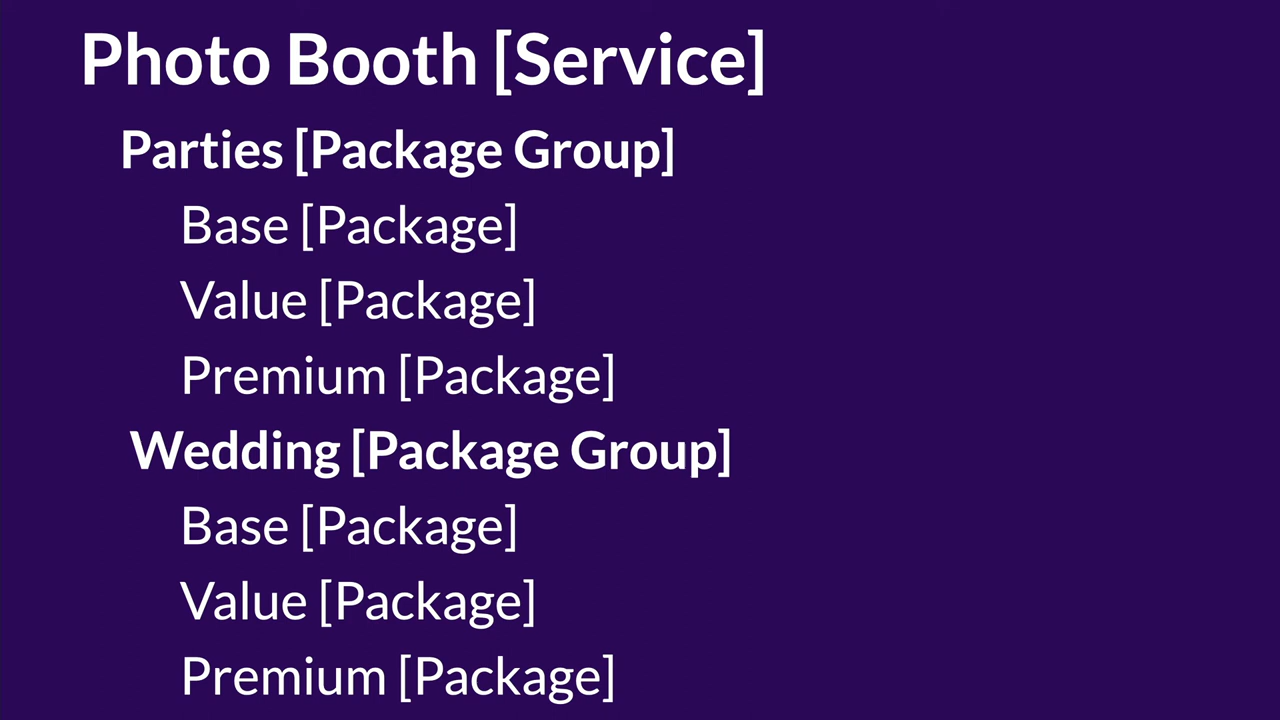 Photo Booth [Service]
Parties [Package Group]
Base [Package]
Value [Package]
Premium [Package]
Wedding [Package Group]
Base [Package]
Value [Package]
Premium [Package]